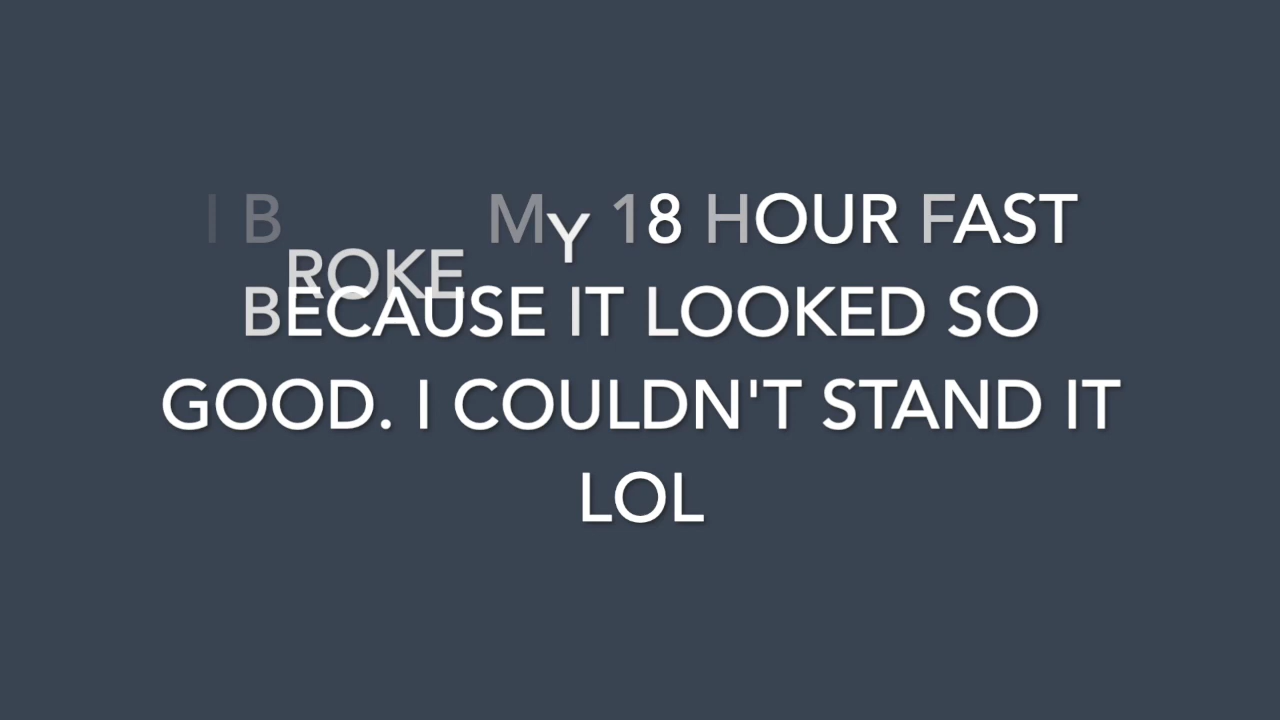 I BROKE MY 18 HOUR FAST
BECAUSE IT LOOKED SO
GOOD. I COULDN'T STAND IT
LOL